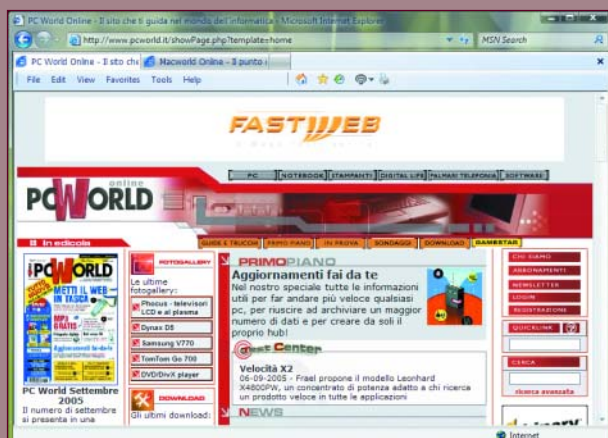 PC World Online - Il sito che ti guida nel mondo dell'informatica - Microsoft Internet Explorer
http://www.pcworld.it/showPage.php?template=home
MSN Search
PC World Online - Il sito che
Macworld Online - Il punto
File Edit View Favorites Tools Help
FASTWEB
PC NOTEBOOK STAMPANTI DIGITAL LIFE PALMARI TELEFONIA SOFTWARE
PCWORLD online
In edicola
GUIDE E TRUCCHI PRIMO PIANO IN PROVA SONDAGGI DOWNLOAD GAMESTAR
PCWORLD
METTI IL WEB
IN TASCA
MP3
GRATIS
Aggiornamenti fai da te
PC World Settembre
2005
Il numero di settembre
si presenta in una
FOTOGALLERY
Le ultime
fotogallery:
Phocus - televisori
LCD e al plasma
Dynax D5
Samsung V770
TomTom Go 700
DVD/DivX player
DOWNLOAD
Gli ultimi download:
PRIMOPIANO
Aggiornamenti fai da te
Nel nostro speciale tutte le informazioni
utili per far andare più veloce qualsiasi
pc, per riuscire ad archiviare un maggior
numero di dati e per creare da soli il
proprio hub!
Test Center
Velocità X2
06-09-2005 - Frael propone il modello Leonhard
X4800PW, un concentrato di potenza adatto a chi ricerca
un prodotto veloce in tutte le applicazioni
NEWS
CHI SIAMO
ABBONAMENTI
NEWSLETTER
LOGIN
REGISTRAZIONE
QUICKLINK
CERCA
ricerca avanzata
Internet